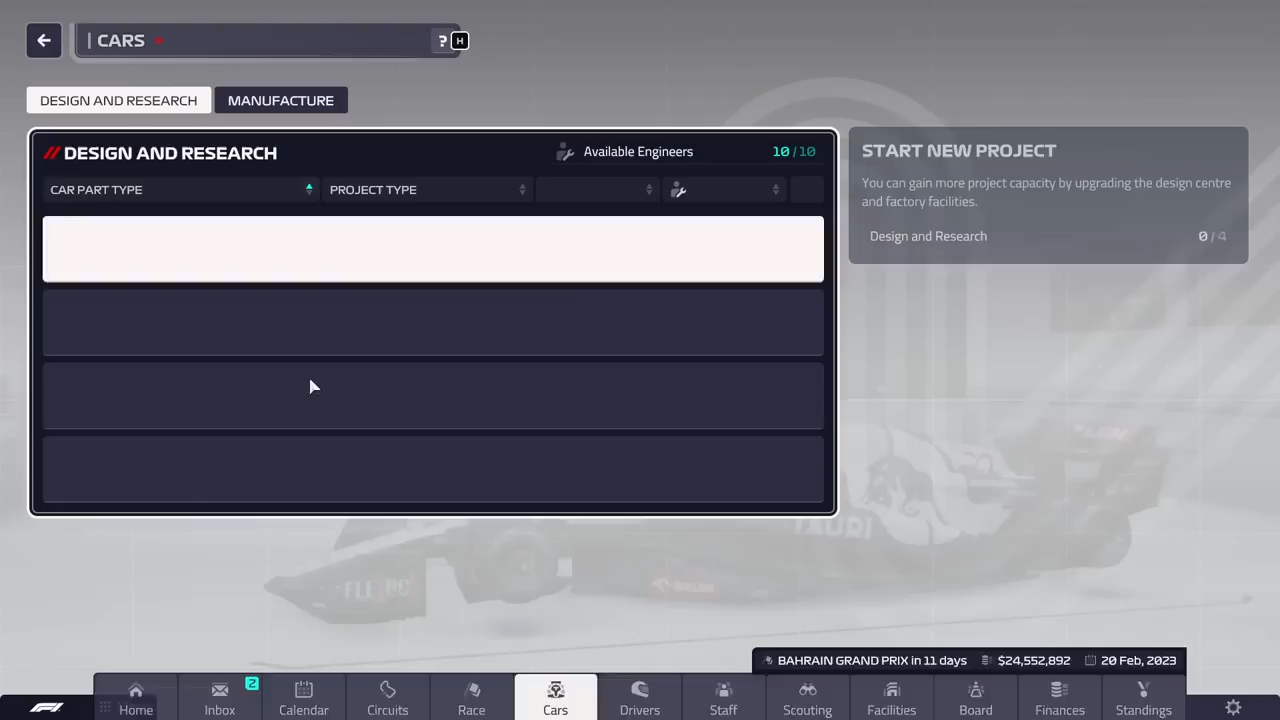 CARS
? H
DESIGN AND RESEARCH
MANUFACTURE
DESIGN AND RESEARCH
Available Engineers 10/10
CAR PART TYPE
PROJECT TYPE
START NEW PROJECT
You can gain more project capacity by upgrading the design centre
and factory facilities.
Design and Research 0/4
BAHRAIN GRAND PRIX in 11 days
$24,552,892
20 Feb, 2023
Home
2
Inbox
Calendar
Circuits
Race
Cars
Drivers
Staff
Scouting
Facilities
Board
Finances
Standings